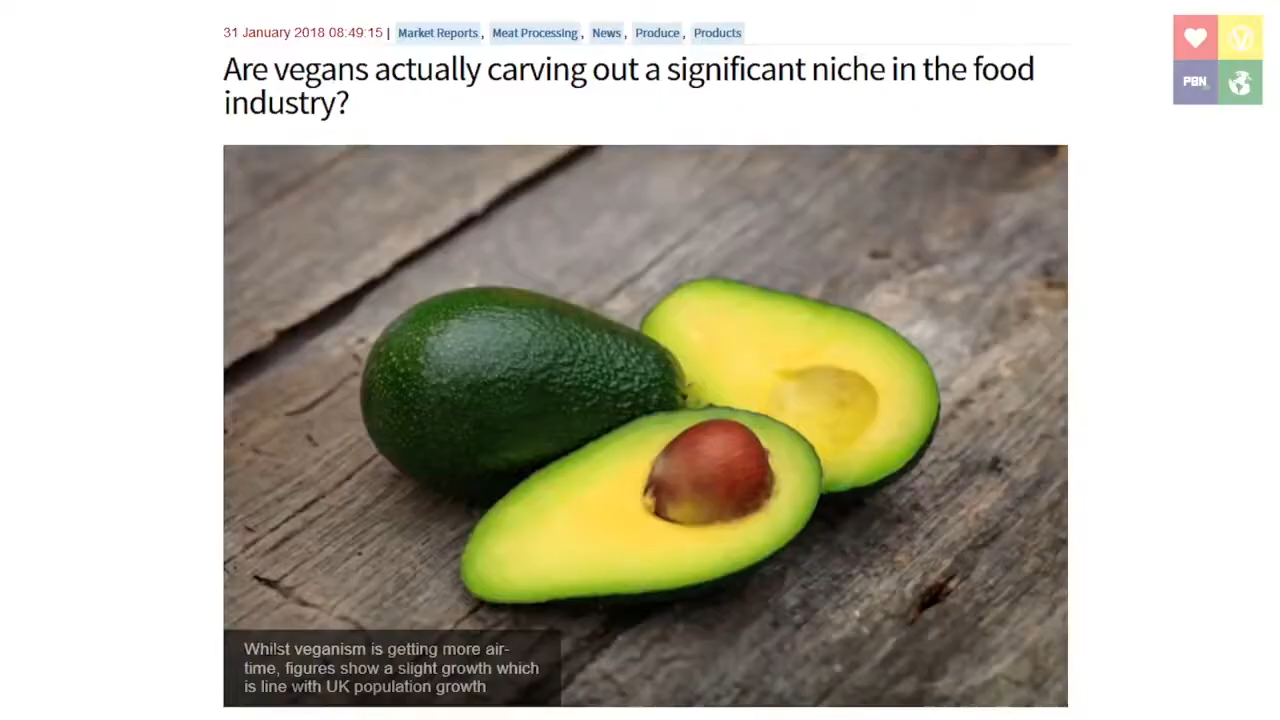 31 January 2018 08:49:15 | Market Reports , Meat Processing , News , Produce , Products
Are vegans actually carving out a significant niche in the food
industry?
V
PBN
Whilst veganism is getting more air-
time, figures show a slight growth which
is line with UK population growth